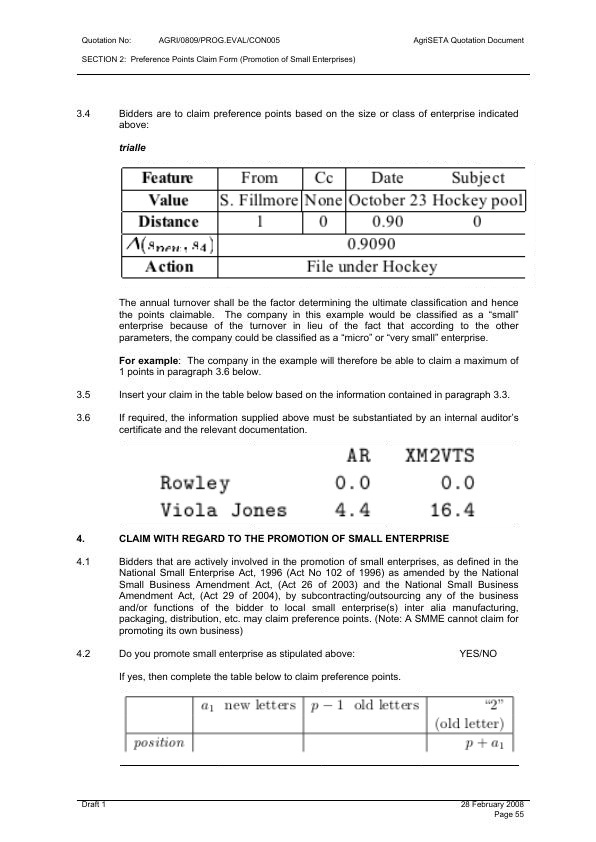 Quotation No: AGRI/0809/PROG.EVAL/CON005 AgriSETA Quotation Document
SECTION 2: Preference Points Claim Form (Promotion of Small Enterprises)
3.4 Bidders are to claim preference points based on the size or class of enterprise indicated
above:
trialle
Feature From Cc Date Subject
Value S. Fillmore None October 23 Hockey pool
Distance 1 0 0.90 0
Λ(s_new, s_4) 0.9090
Action File under Hockey
The annual turnover shall be the factor determining the ultimate classification and hence
the points claimable. The company in this example would be classified as a “small”
enterprise because of the turnover in lieu of the fact that according to the other
parameters, the company could be classified as a “micro” or “very small” enterprise.
For example: The company in the example will therefore be able to claim a maximum of
1 points in paragraph 3.6 below.
3.5 Insert your claim in the table below based on the information contained in paragraph 3.3.
3.6 If required, the information supplied above must be substantiated by an internal auditor’s
certificate and the relevant documentation.
AR XM2VTS
Rowley 0.0 0.0
Viola Jones 4.4 16.4
4. CLAIM WITH REGARD TO THE PROMOTION OF SMALL ENTERPRISE
4.1 Bidders that are actively involved in the promotion of small enterprises, as defined in the
National Small Enterprise Act, 1996 (Act No 102 of 1996) as amended by the National
Small Business Amendment Act, (Act 26 of 2003) and the National Small Business
Amendment Act, (Act 29 of 2004), by subcontracting/outsourcing any of the business
and/or functions of the bidder to local small enterprise(s) inter alia manufacturing,
packaging, distribution, etc. may claim preference points. (Note: A SMME cannot claim for
promoting its own business)
4.2 Do you promote small enterprise as stipulated above: YES/NO
If yes, then complete the table below to claim preference points.
a₁ new letters p − 1 old letters “2”
(old letter)
position p + a₁
Draft 1 28 February 2008
Page 55